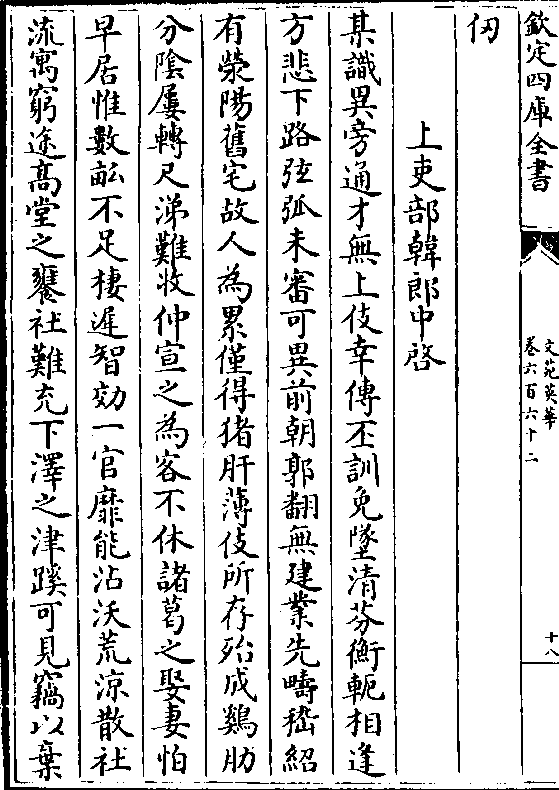 欽定四庫全書
文苑英華
卷六百六十二
十八
仞
上吏部韓郎中啓
某識異旁通才無上伎幸傳丕訓免墜清芬衡軛相逢
方悲下路弦弧未審可異前朝郭翻無建業先疇嵇紹
有滎陽舊宅故人為累僅得猪肝薄伎所存殆成鷄肋
分陰屢轉尺涕難收仲宣之為客不休諸葛之娶妻怕
早居惟數畝不足棲遲智効一官靡能沾沃荒涼散社
流寓窮途高堂之饔社難充下澤之津蹊可見竊以棄